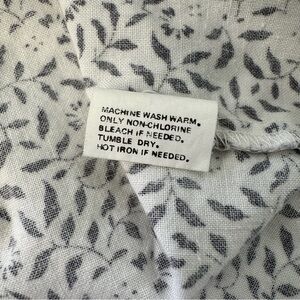 MACHINE WASH WARM.
ONLY NON-CHLORINE
BLEACH IF NEEDED.
TUMBLE DRY.
HOT IRON IF NEEDED.